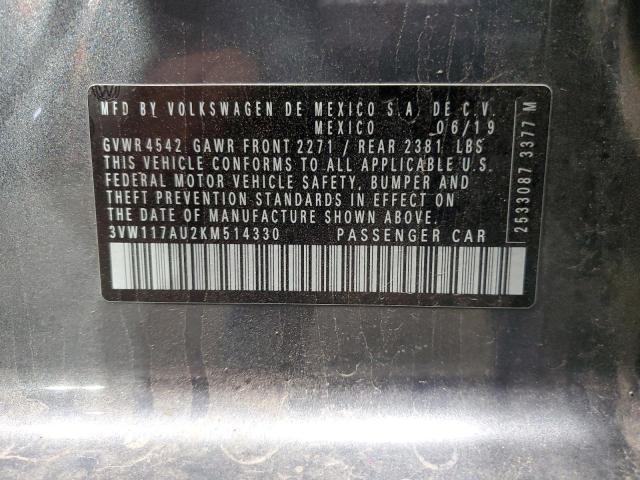 MFD BY VOLKSWAGEN DE MEXICO S.A. DE C.V.
MEXICO 06/19
GVWR 4542 GAWR FRONT 2271 / REAR 2381 LBS
THIS VEHICLE CONFORMS TO ALL APPLICABLE U.S.
FEDERAL MOTOR VEHICLE SAFETY, BUMPER AND
THEFT PREVENTION STANDARDS IN EFFECT ON
THE DATE OF MANUFACTURE SHOWN ABOVE.
3VW117AU2KM514330 PASSENGER CAR
2533087 3377 M